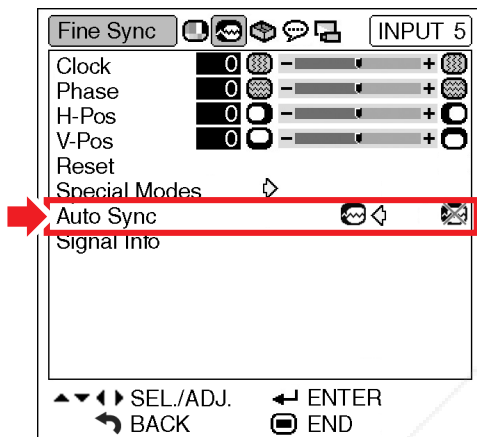 Fine Sync INPUT 5
Clock 0 - +
Phase 0 - +
H-Pos 0 - +
V-Pos 0 - +
Reset
Special Modes
Auto Sync
Signal Info
SEL./ADJ. ENTER
BACK END